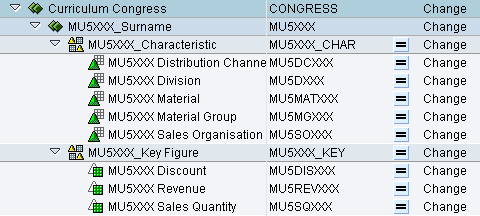 Curriculum Congress CONGRESS Change
MU5XXX_Surname MU5XXX Change
MU5XXX_Characteristic MU5XXX_CHAR Change
MU5XXX Distribution Channe MU5DCXXX Change
MU5XXX Division MU5DXXX Change
MU5XXX Material MU5MATXXX Change
MU5XXX Material Group MU5MGXXX Change
MU5XXX Sales Organisation MU5SOXXX Change
MU5XXX_Key Figure MU5XXX_KEY Change
MU5XXX Discount MU5DISXXX Change
MU5XXX Revenue MU5REVXXX Change
MU5XXX Sales Quantity MU5SQXXX Change